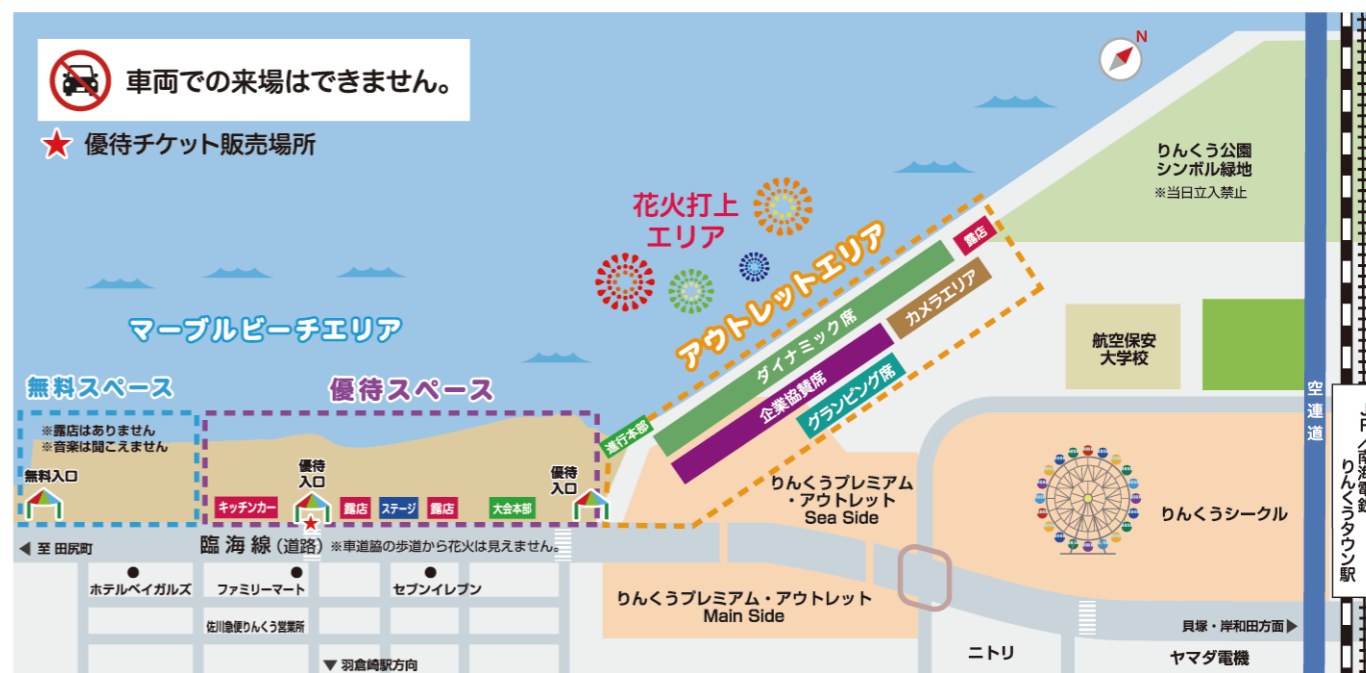 車両での来場はできません。
★ 優待チケット販売場所
N
りんくう公園
シンボル緑地
※当日立入禁止
花火打上
エリア
アウトレットエリア
露店
ダイナミック席
カメラエリア
企業協賛席
グランピング席
進行本部
マーブルビーチエリア
無料スペース
※露店はありません
※音楽は聞こえません
無料入口
優待スペース
優待
入口
優待
入口
キッチンカー
露店
ステージ
露店
大会本部
航空保安
大学校
空連道
JR/南海電鉄
りんくうタウン駅
りんくうプレミアム
・アウトレット
Sea Side
りんくうシークル
◀ 至 田尻町
臨海線(道路) ※車道脇の歩道から花火は見えません。
ホテルベイガルズ
ファミリーマート
セブンイレブン
佐川急便りんくう営業所
▼ 羽倉崎駅方向
りんくうプレミアム・アウトレット
Main Side
貝塚・岸和田方面▶
ニトリ
ヤマダ電機